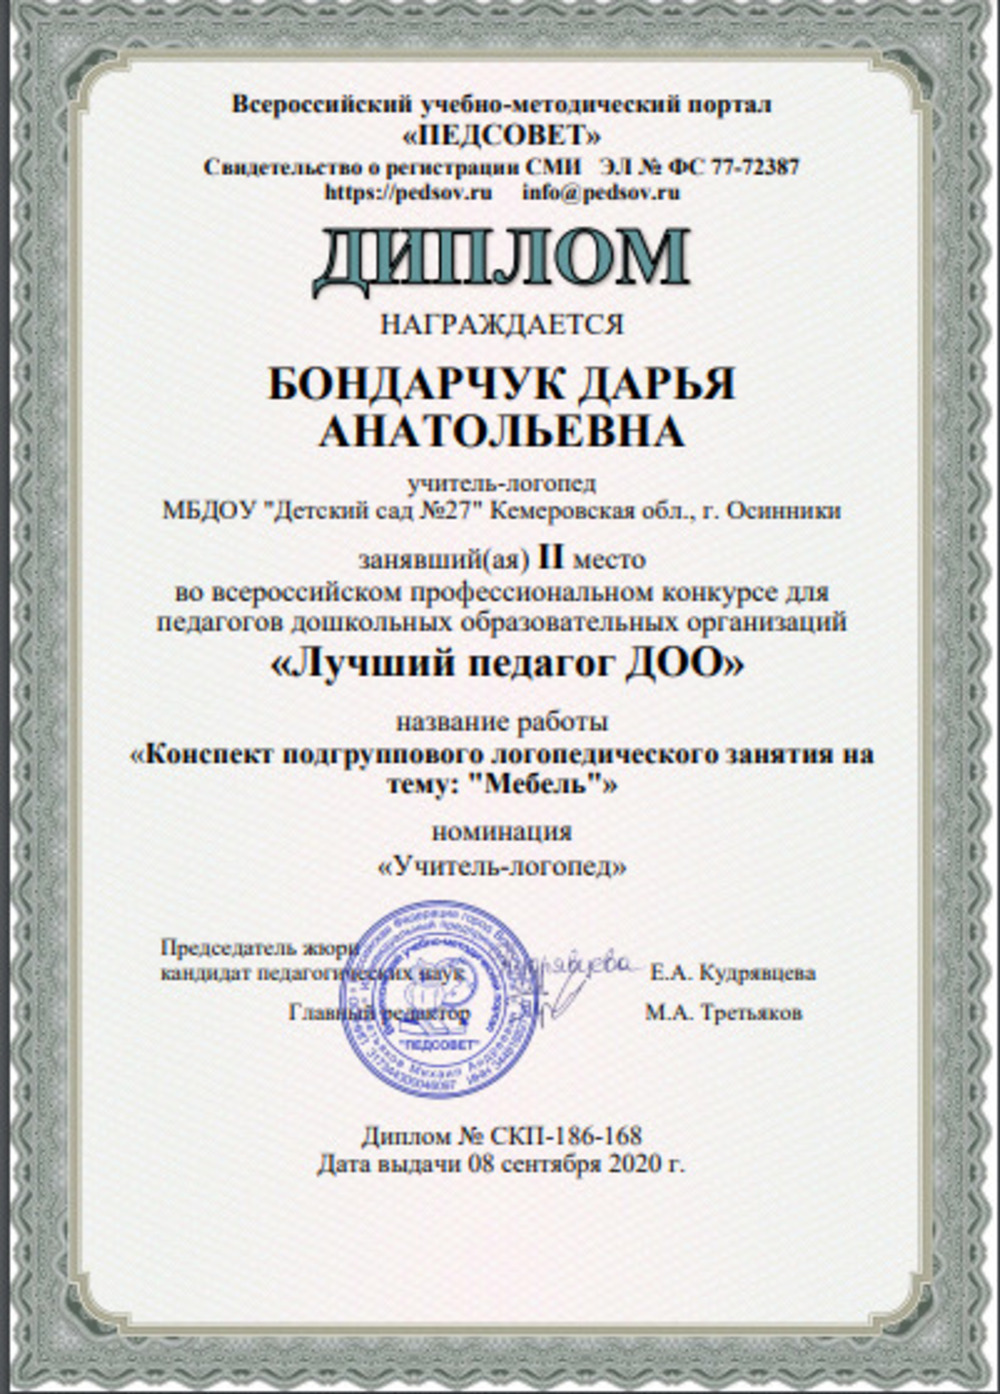 Всероссийский учебно-методический портал
«ПЕДСОВЕТ»
Свидетельство о регистрации СМИ ЭЛ № ФС 77-72387
https://pedsov.ru info@pedsov.ru
ДИПЛОМ
НАГРАЖДАЕТСЯ
БОНДАРЧУК ДАРЬЯ
АНАТОЛЬЕВНА
учитель-логопед
МБДОУ "Детский сад №27" Кемеровская обл., г. Осинники
занявший(ая) II место
во всероссийском профессиональном конкурсе для
педагогов дошкольных образовательных организаций
«Лучший педагог ДОО»
название работы
«Конспект подгруппового логопедического занятия на
тему: "Мебель"»
номинация
«Учитель-логопед»
Председатель жюри
кандидат педагогических наук Е.А. Кудрявцева
Главный редактор М.А. Третьяков
"ПЕДСОВЕТ"
Диплом № СКП-186-168
Дата выдачи 08 сентября 2020 г.